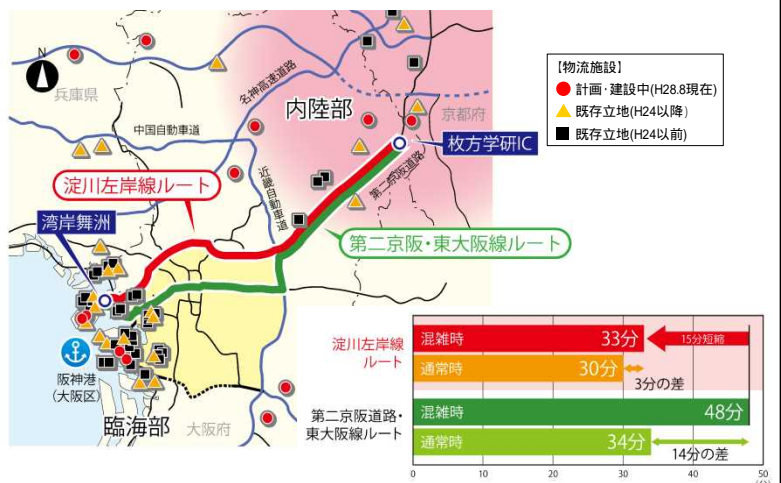 N
兵庫県
名神高速道路
内陸部
京都府
中国自動車道
枚方学研IC
第二京阪道路
近畿自動車道
淀川左岸線ルート
湾岸舞洲
第二京阪・東大阪線ルート
阪神港
(大阪区)
臨海部
大阪府
【物流施設】
計画・建設中(H28.8現在)
既存立地(H24以降)
既存立地(H24以前)
淀川左岸線
ルート
混雑時
33分
15分短縮
通常時
30分
3分の差
第二京阪道路・
東大阪線ルート
混雑時
48分
通常時
34分
14分の差
0
10
20
30
40
50
(分)